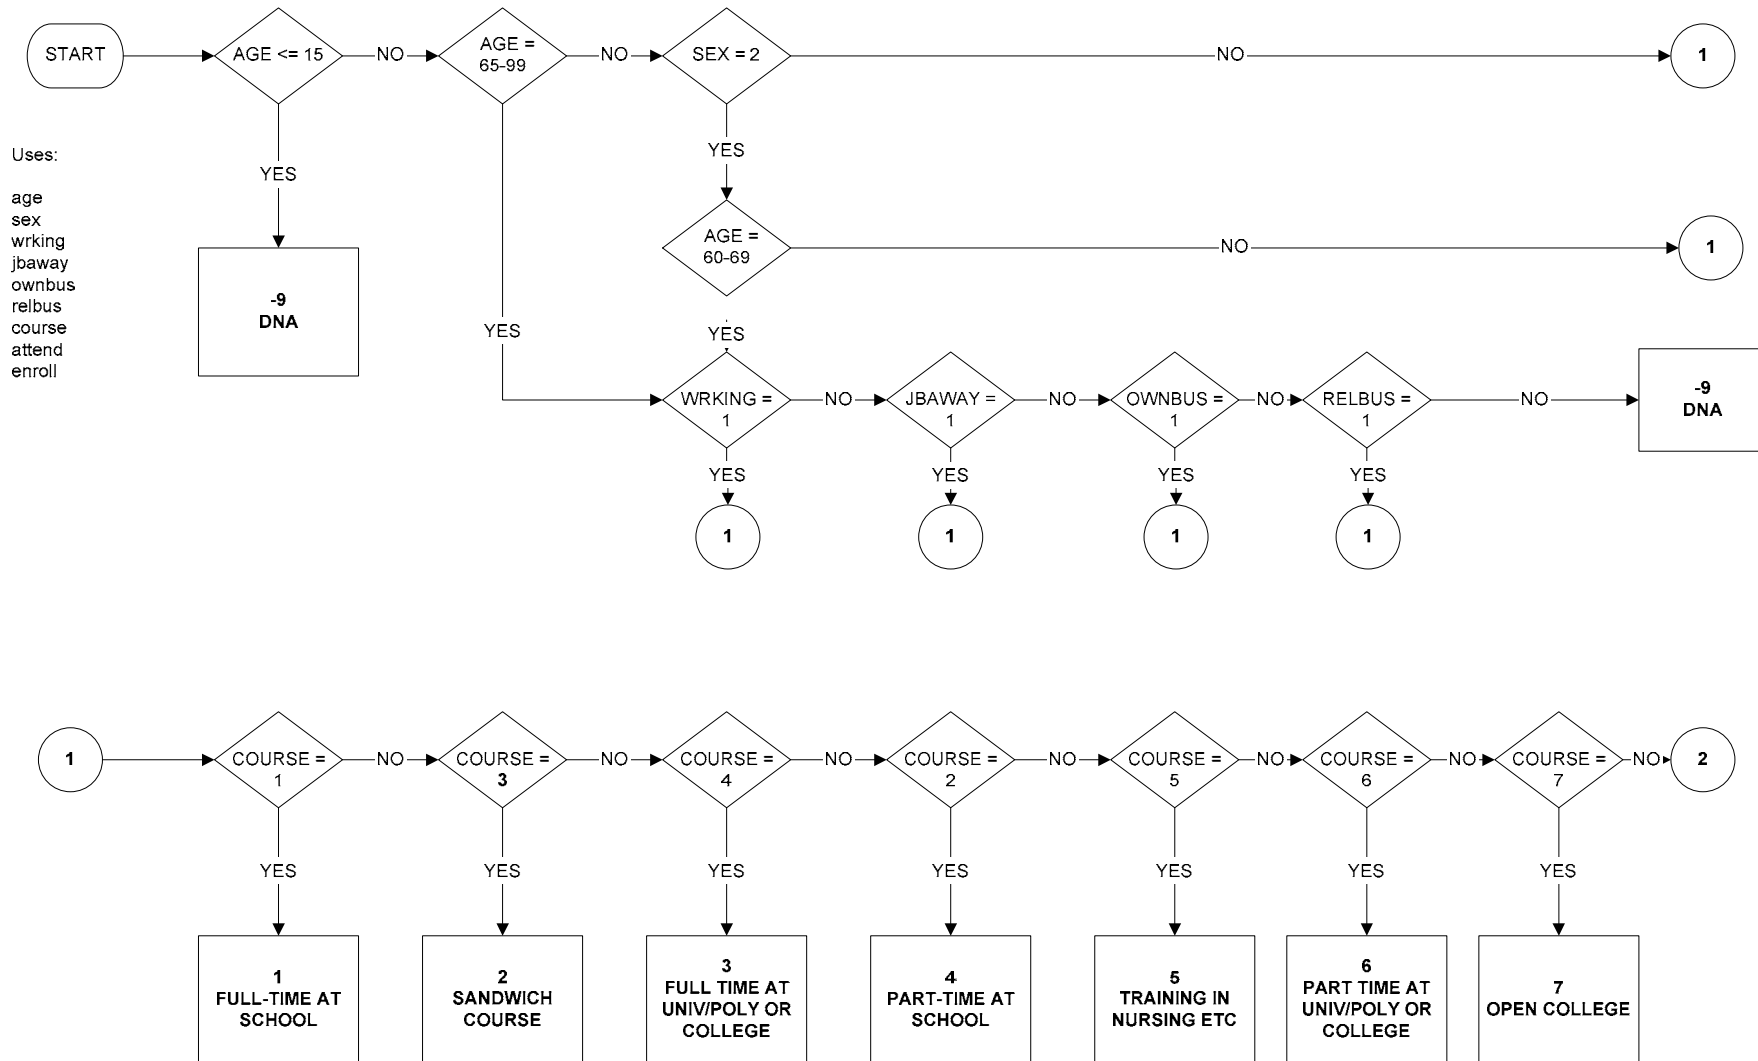 START
AGE <= 15
NO
AGE =
65-99
NO
SEX = 2
NO
1
Uses:
age
sex
wrking
jbaway
ownbus
relbus
course
attend
enroll
YES
YES
-9
DNA
AGE =
60-69
NO
1
YES
YES
WRKING =
1
NO
JBAWAY =
1
NO
OWNBUS =
1
NO
RELBUS =
1
NO
-9
DNA
YES
YES
YES
YES
1
1
1
1
1
COURSE =
1
NO
COURSE =
3
NO
COURSE =
4
NO
COURSE =
2
NO
COURSE =
5
NO
COURSE =
6
NO
COURSE =
7
NO
2
YES
YES
YES
YES
YES
YES
YES
1
FULL-TIME AT
SCHOOL
2
SANDWICH
COURSE
3
FULL TIME AT
UNIV/POLY OR
COLLEGE
4
PART-TIME AT
SCHOOL
5
TRAINING IN
NURSING ETC
6
PART TIME AT
UNIV/POLY OR
COLLEGE
7
OPEN COLLEGE